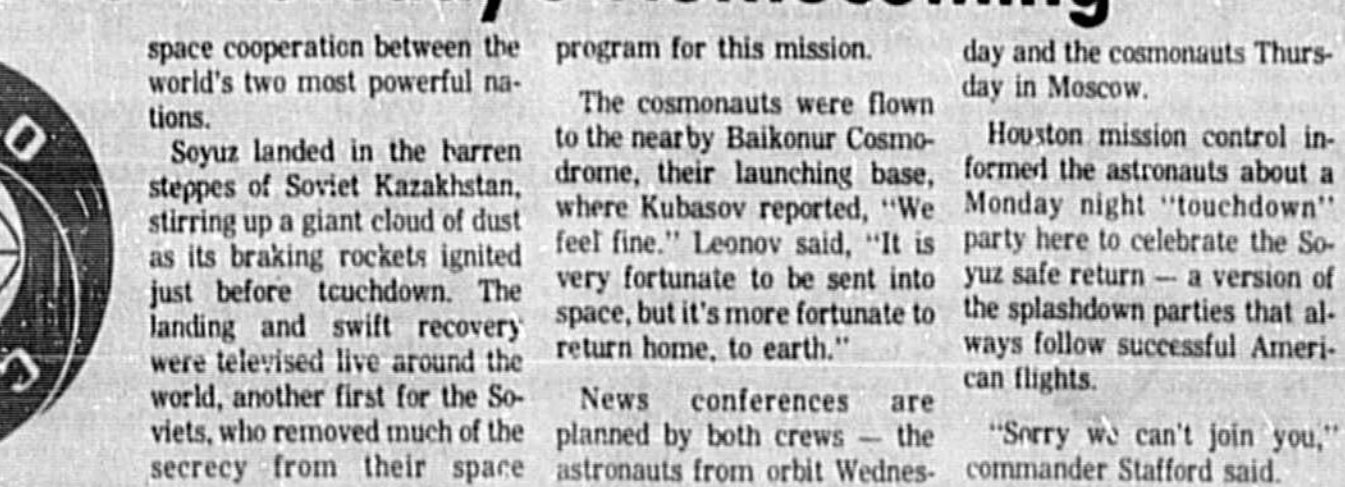 space cooperation between the
world's two most powerful na-
tions.
Soyuz landed in the barren
steppes of Soviet Kazakhstan,
stirring up a giant cloud of dust
as its braking rockets ignited
just before touchdown. The
landing and swift recovery
were televised live around the
world, another first for the So-
viets, who removed much of the
secrecy from their space
program for this mission.
The cosmonauts were flown
to the nearby Baikonur Cosmo-
drome, their launching base,
where Kubasov reported, "We
feel fine." Leonov said, "It is
very fortunate to be sent into
space, but it's more fortunate to
return home, to earth."
News conferences are
planned by both crews — the
astronauts from orbit Wednes-
day and the cosmonauts Thurs-
day in Moscow.
Houston mission control in-
formed the astronauts about a
Monday night "touchdown"
party here to celebrate the So-
yuz safe return — a version of
the splashdown parties that al-
ways follow successful Ameri-
can flights.
"Sorry we can't join you,"
commander Stafford said.